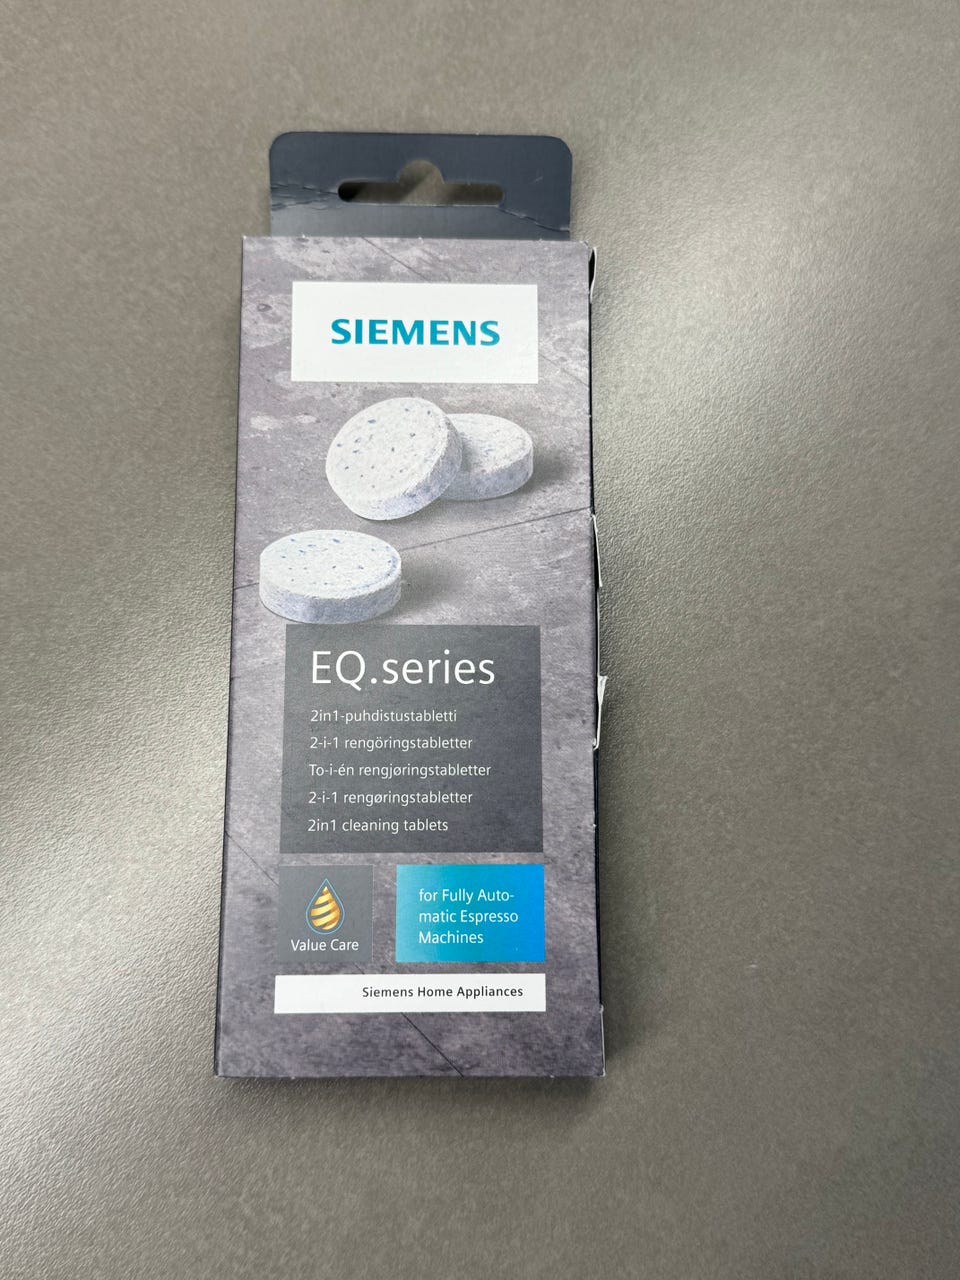 SIEMENS
EQ.series
2in1-puhdistustabletti
2-i-1 rengöringstabletter
To-i-én rengjøringstabletter
2-i-1 rengøringstabletter
2in1 cleaning tablets
Value Care
for Fully Auto-
matic Espresso
Machines
Siemens Home Appliances